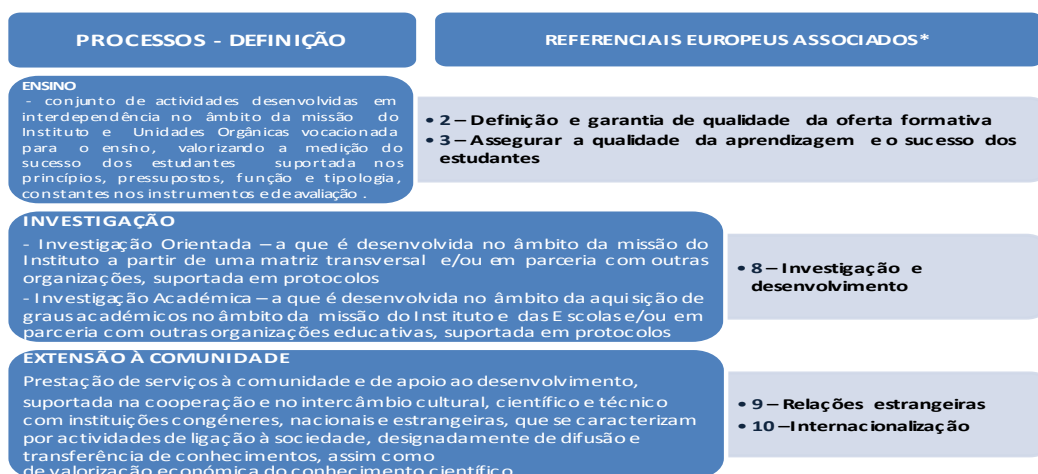 PROCESSOS - DEFINIÇÃO
REFERENCIAIS EUROPEUS ASSOCIADOS*
ENSINO
- conjunto de actividades desenvolvidas em
interdependência no âmbito da missão do
Instituto e Unidades Orgânicas vocacionada
para o ensino, valorizando a medição do
sucesso dos estudantes suportada nos
princípios, pressupostos, função e tipologia,
constantes nos instrumentos e de avaliação .
• 2 – Definição e garantia de qualidade da oferta formativa
• 3 – Assegurar a qualidade da aprendizagem e o sucesso dos
estudantes
INVESTIGAÇÃO
- Investigação Orientada – a que é desenvolvida no âmbito da missão do
Instituto a partir de uma matriz transversal e/ou em parceria com outras
organizações, suportada em protocolos
- Investigação Académica – a que é desenvolvida no âmbito da aquisição de
graus académicos no âmbito da missão do Instituto e das Escolas e/ou em
parceria com outras organizações educativas, suportada em protocolos
• 8 – Investigação e
desenvolvimento
EXTENSÃO À COMUNIDADE
Prestação de serviços à comunidade e de apoio ao desenvolvimento,
suportada na cooperação e no intercâmbio cultural, científico e técnico
com instituições congéneres, nacionais e estrangeiras, que se caracterizam
por actividades de ligação à sociedade, designadamente de difusão e
transferência de conhecimentos, assim como
de valorização económica do conhecimento científico
• 9 – Relações estrangeiras
• 10 –Internacionalização